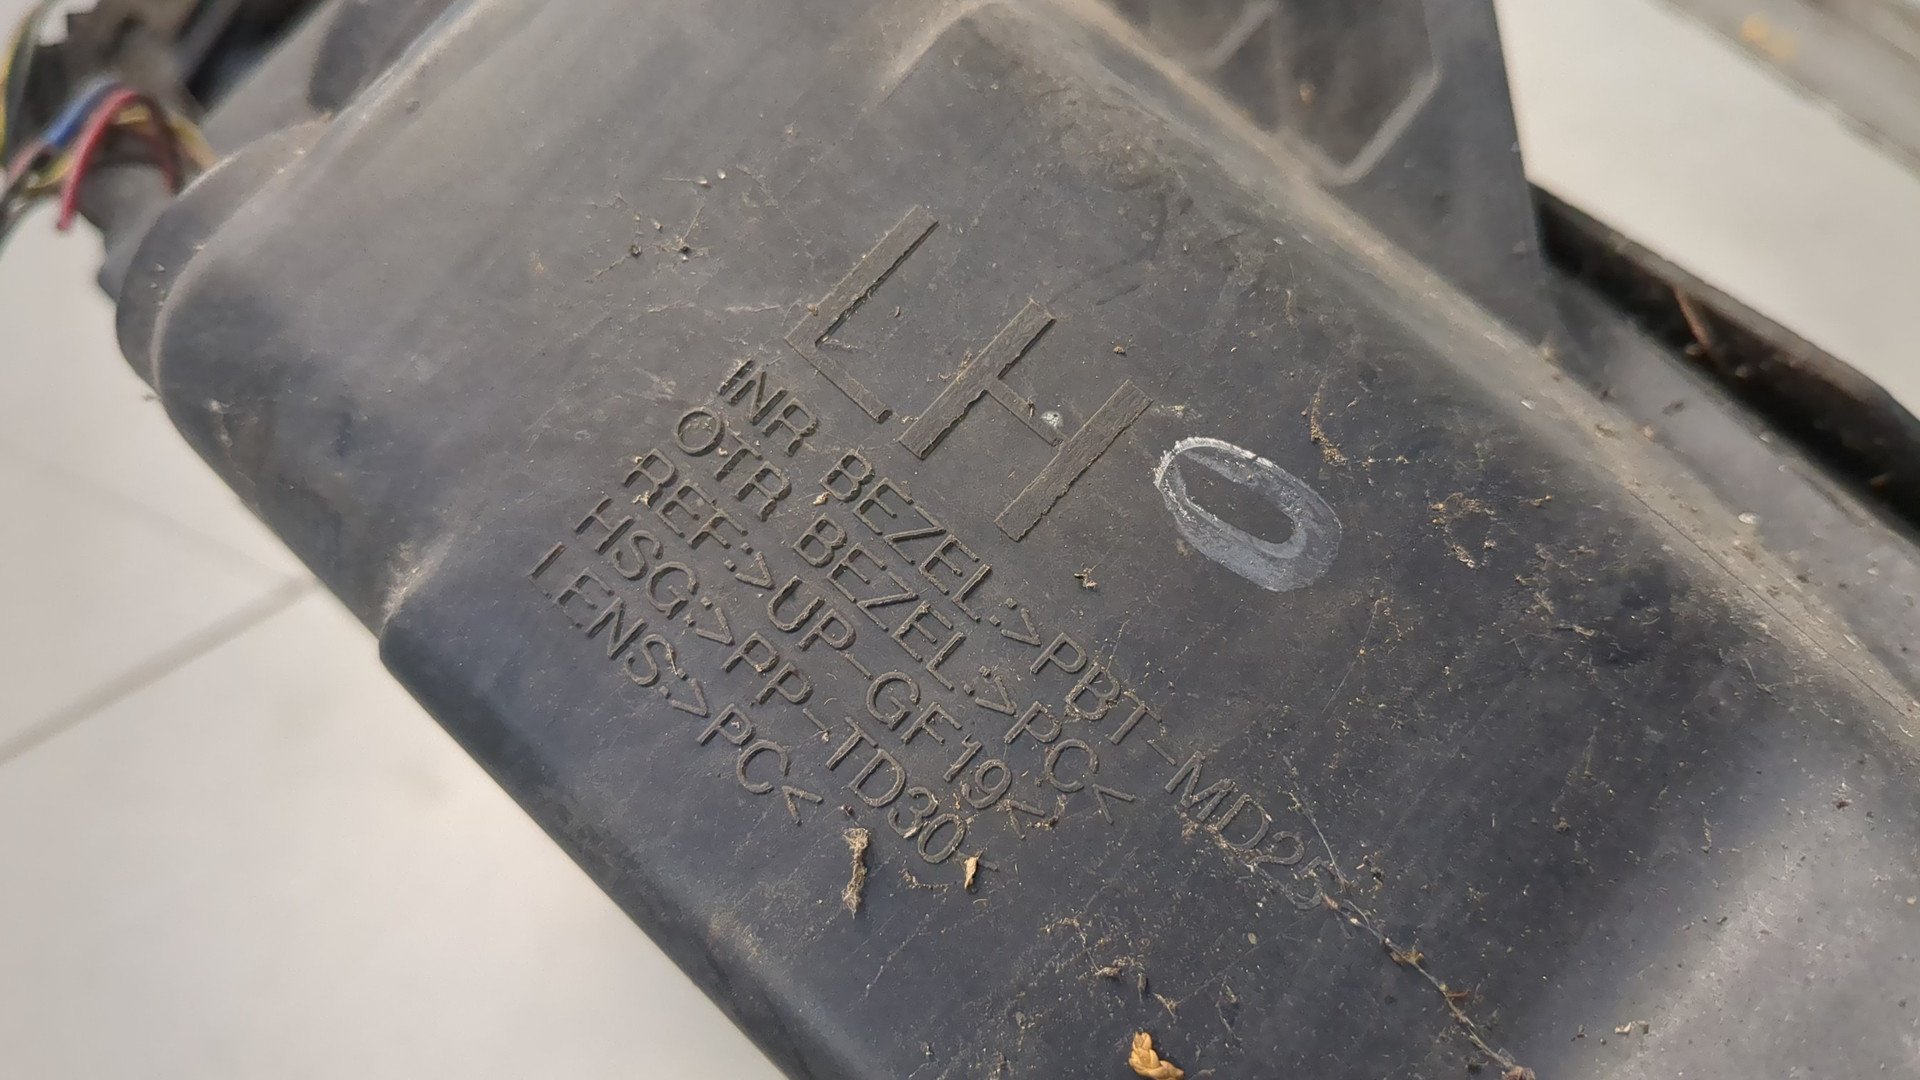 LH
INR BEZEL:>PBT-MD25
OTR BEZEL:>PC<
REF:>UP-GF19<
HSG:>PP-TD30
LENS:>PC<